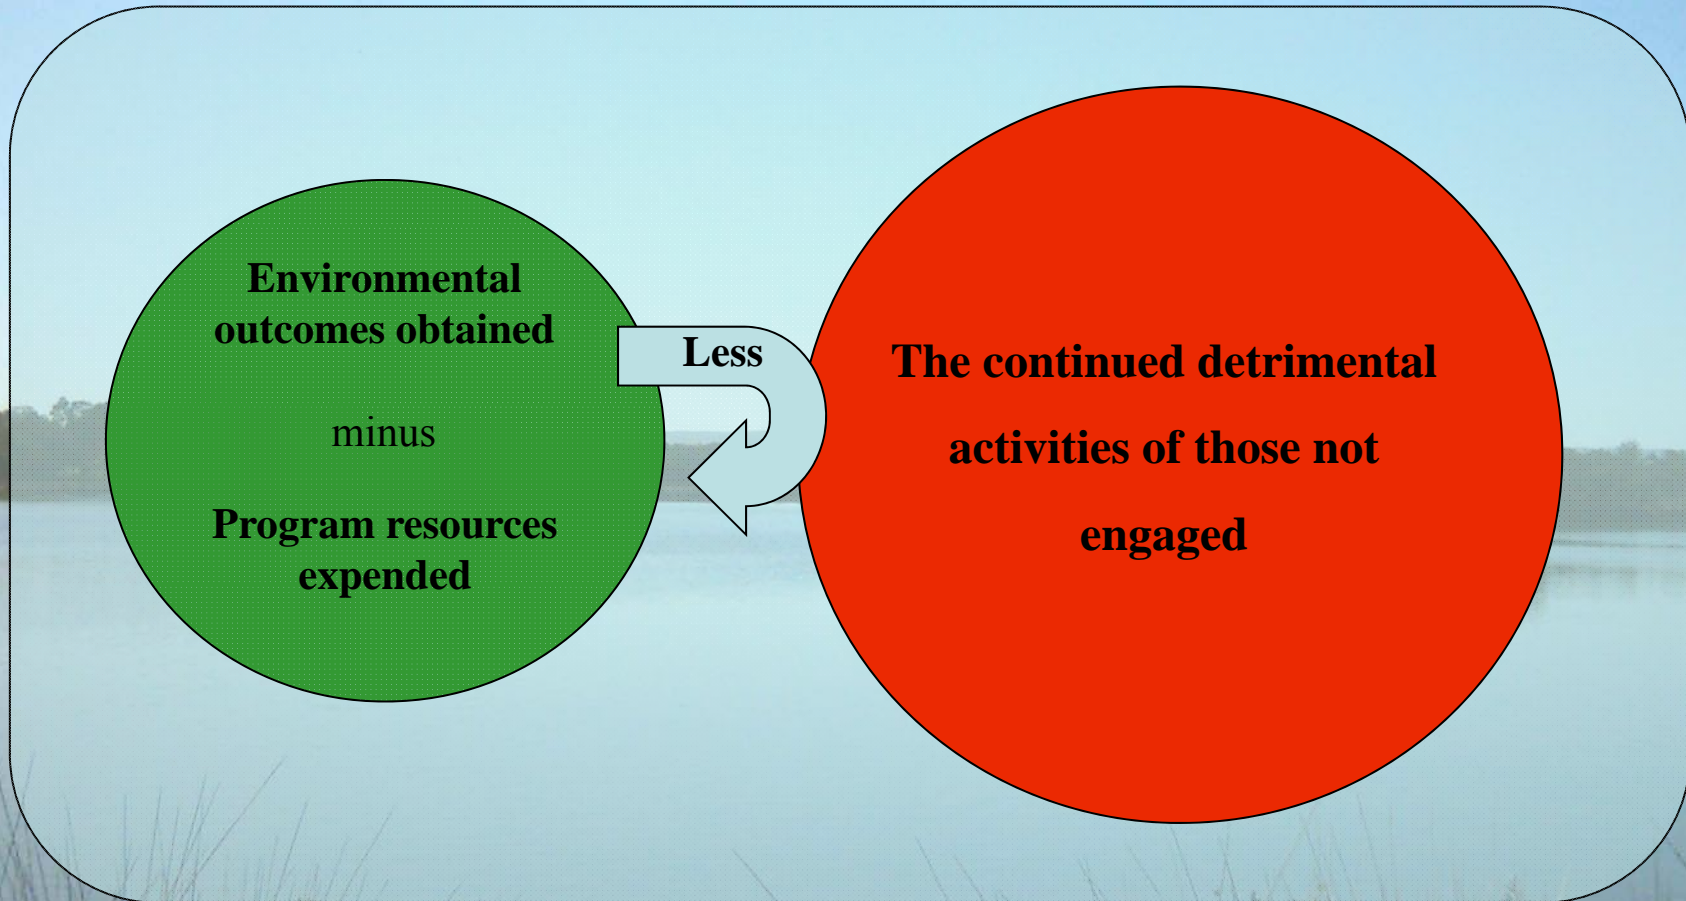 Environmental
outcomes obtained
minus
Program resources
expended
Less
The continued detrimental
activities of those not
engaged